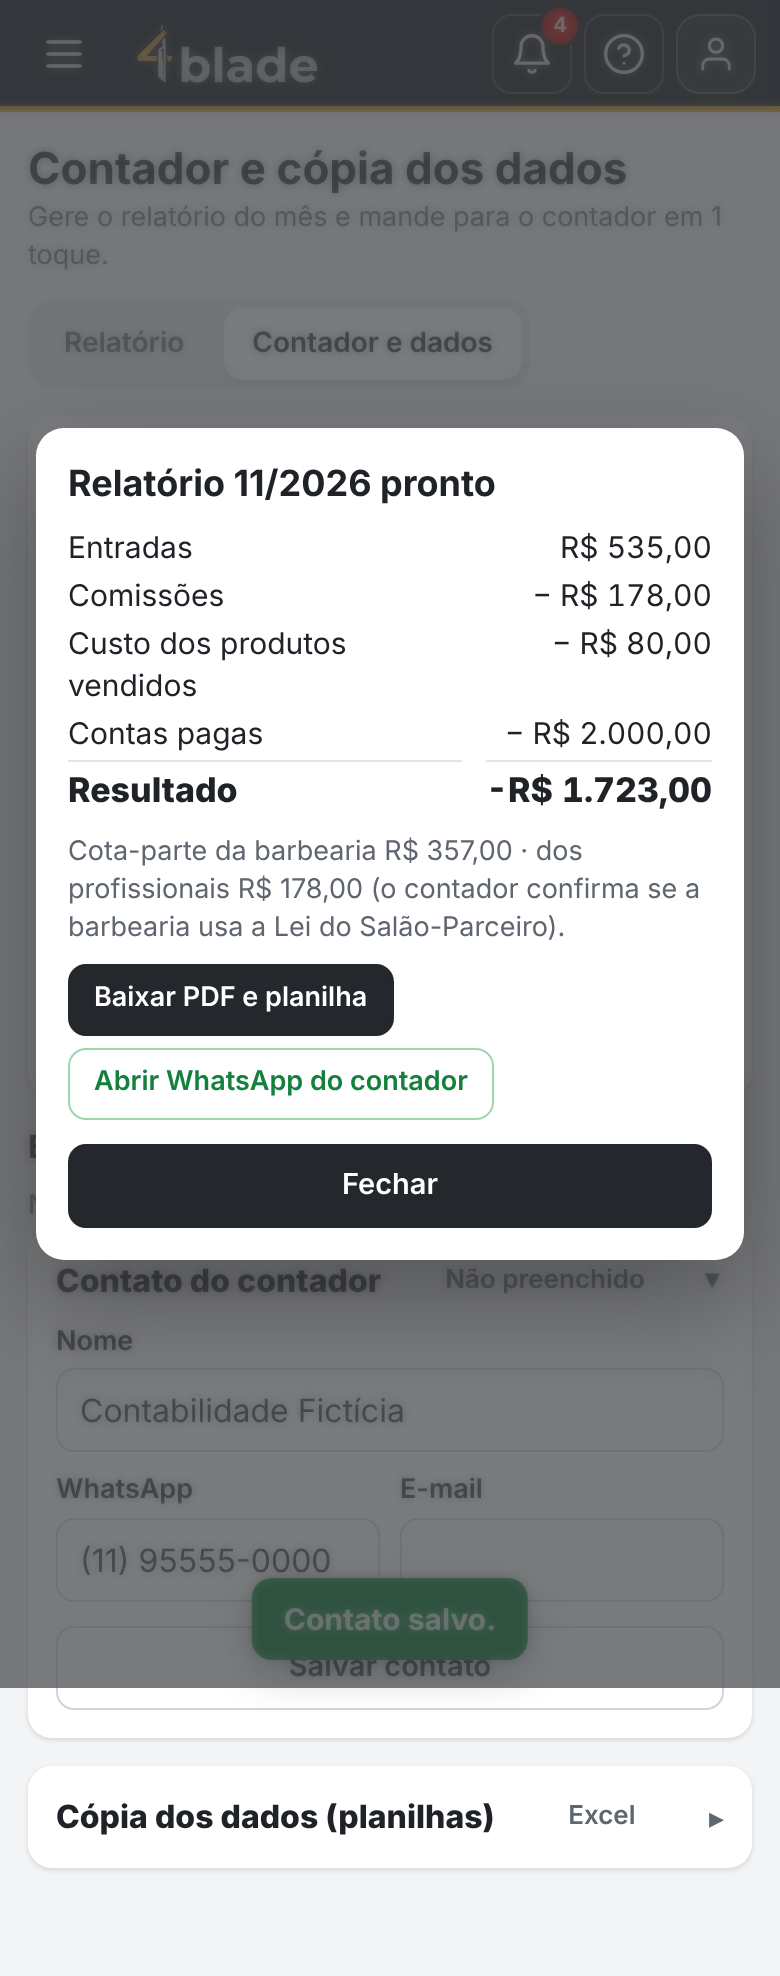 4blade
4
Contador e cópia dos dados
Gere o relatório do mês e mande para o contador em 1
toque.
Relatório
Contador e dados
Relatório 11/2026 pronto
Entradas R$ 535,00
Comissões − R$ 178,00
Custo dos produtos − R$ 80,00
vendidos
Contas pagas − R$ 2.000,00
Resultado -R$ 1.723,00
Cota-parte da barbearia R$ 357,00 · dos
profissionais R$ 178,00 (o contador confirma se a
barbearia usa a Lei do Salão-Parceiro).
Baixar PDF e planilha
Abrir WhatsApp do contador
Fechar
Contato do contador Não preenchido ▼
Nome
Contabilidade Fictícia
WhatsApp E-mail
(11) 95555-0000
Contato salvo.
Salvar contato
Cópia dos dados (planilhas) Excel ▸